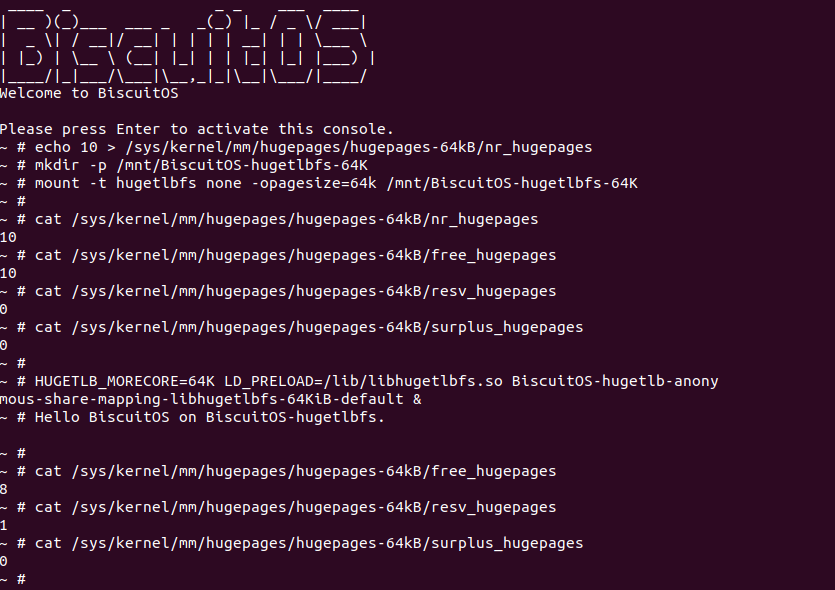 BiscuitOS
Welcome to BiscuitOS
Please press Enter to activate this console.
~ # echo 10 > /sys/kernel/mm/hugepages/hugepages-64kB/nr_hugepages
~ # mkdir -p /mnt/BiscuitOS-hugetlbfs-64K
~ # mount -t hugetlbfs none -opagesize=64k /mnt/BiscuitOS-hugetlbfs-64K
~ #
~ # cat /sys/kernel/mm/hugepages/hugepages-64kB/nr_hugepages
10
~ # cat /sys/kernel/mm/hugepages/hugepages-64kB/free_hugepages
10
~ # cat /sys/kernel/mm/hugepages/hugepages-64kB/resv_hugepages
0
~ # cat /sys/kernel/mm/hugepages/hugepages-64kB/surplus_hugepages
0
~ #
~ # HUGETLB_MORECORE=64K LD_PRELOAD=/lib/libhugetlbfs.so BiscuitOS-hugetlb-anony
mous-share-mapping-libhugetlbfs-64KiB-default &
~ # Hello BiscuitOS on BiscuitOS-hugetlbfs.
~ #
~ # cat /sys/kernel/mm/hugepages/hugepages-64kB/free_hugepages
8
~ # cat /sys/kernel/mm/hugepages/hugepages-64kB/resv_hugepages
1
~ # cat /sys/kernel/mm/hugepages/hugepages-64kB/surplus_hugepages
0
~ #